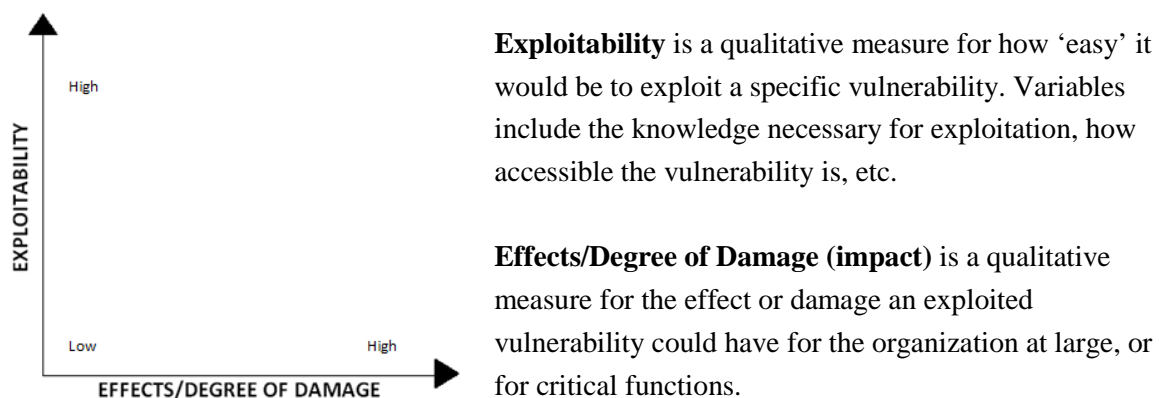 High
EXPLOITABILITY
Low
High
EFFECTS/DEGREE OF DAMAGE
Exploitability is a qualitative measure for how ‘easy’ it
would be to exploit a specific vulnerability. Variables
include the knowledge necessary for exploitation, how
accessible the vulnerability is, etc.
Effects/Degree of Damage (impact) is a qualitative
measure for the effect or damage an exploited
vulnerability could have for the organization at large, or
for critical functions.